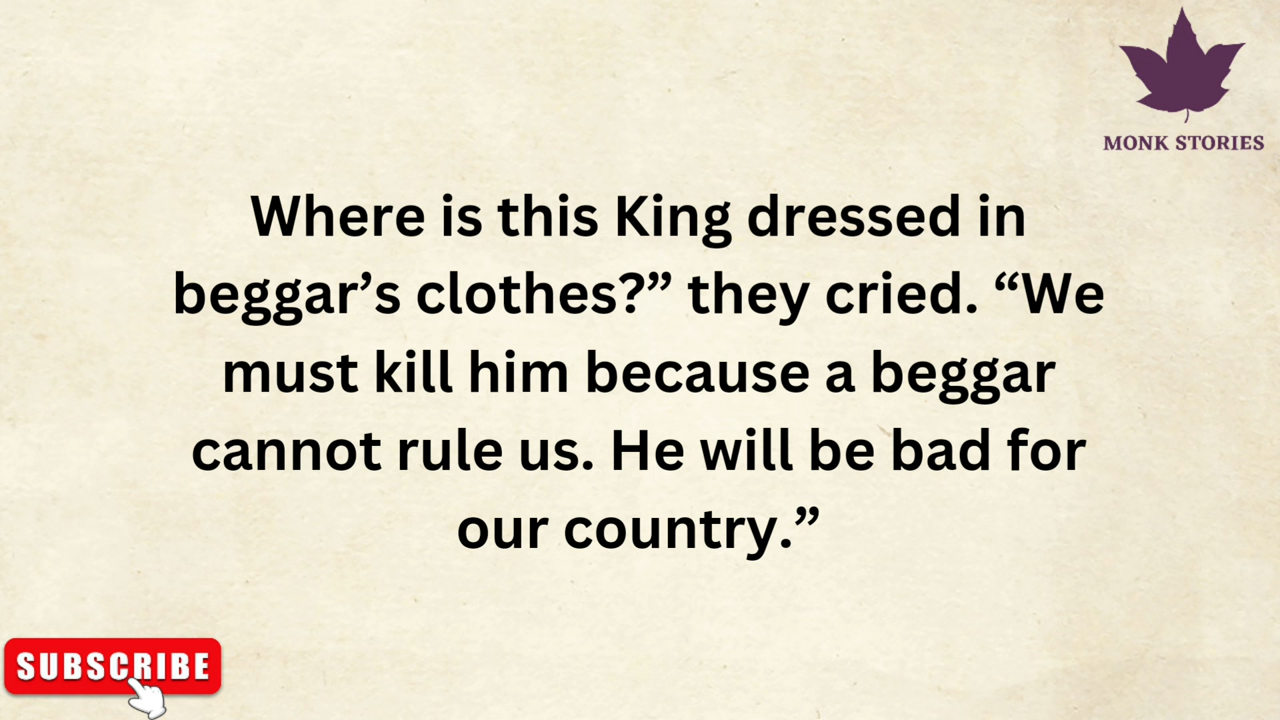 MONK STORIES
Where is this King dressed in
beggar’s clothes?” they cried. “We
must kill him because a beggar
cannot rule us. He will be bad for
our country.”
SUBSCRIBE